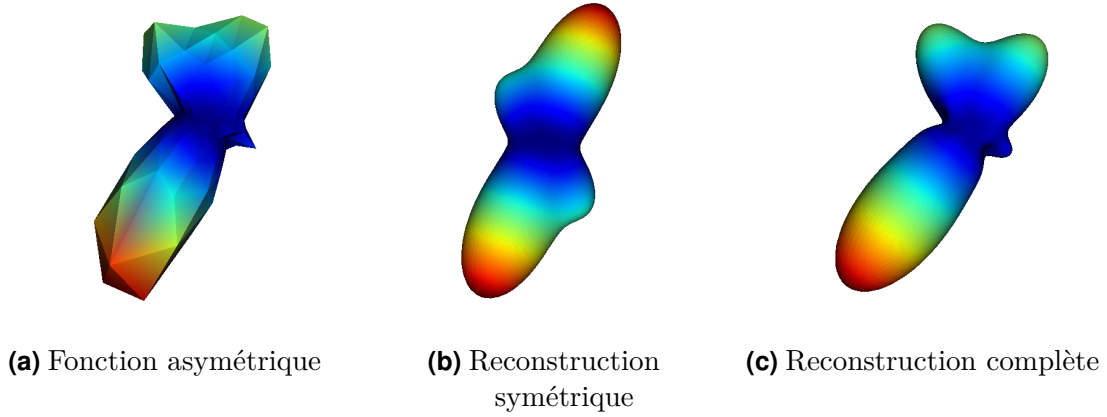 (a) Fonction asymétrique
(b) Reconstruction
symétrique
(c) Reconstruction complète